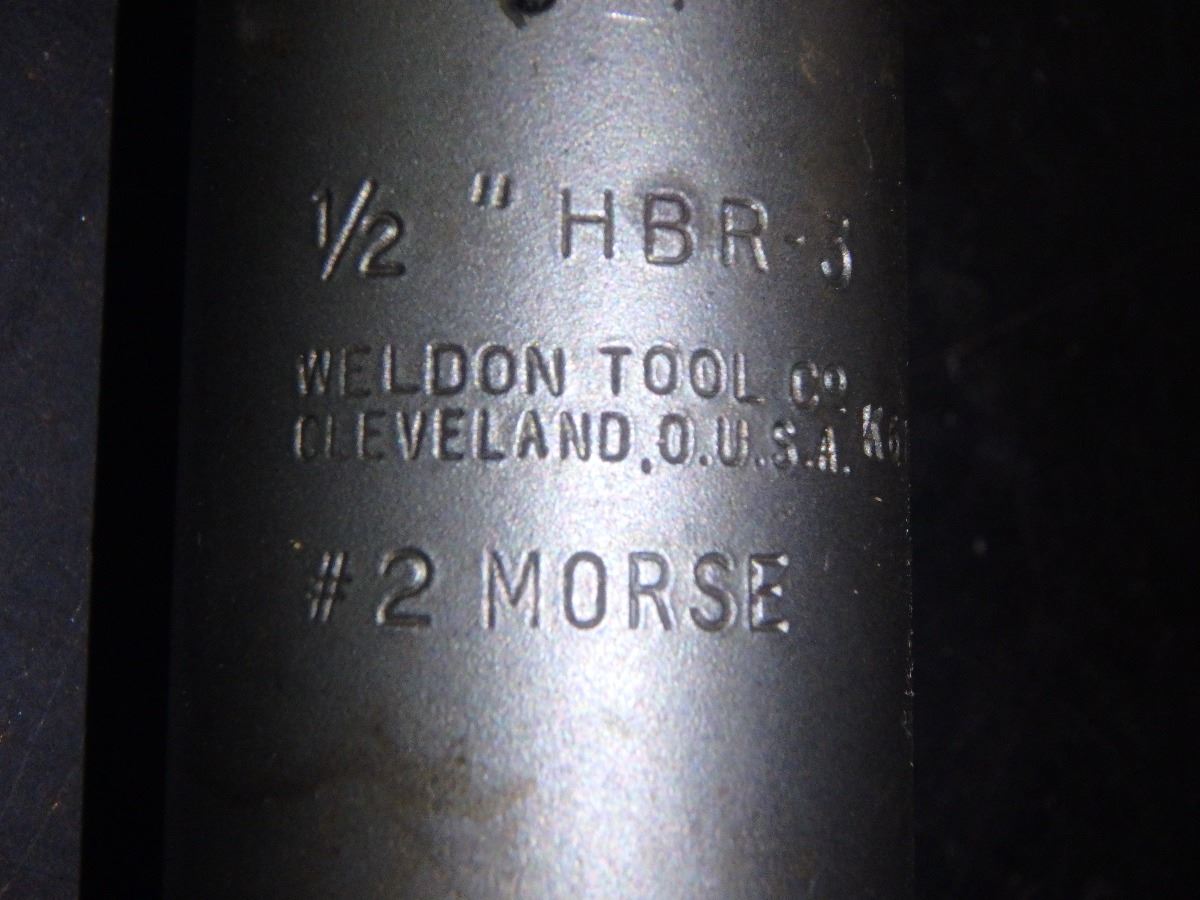 1/2 " HBR-3
WELDON TOOL Co
CLEVELAND, O.U.S.A.
#2 MORSE